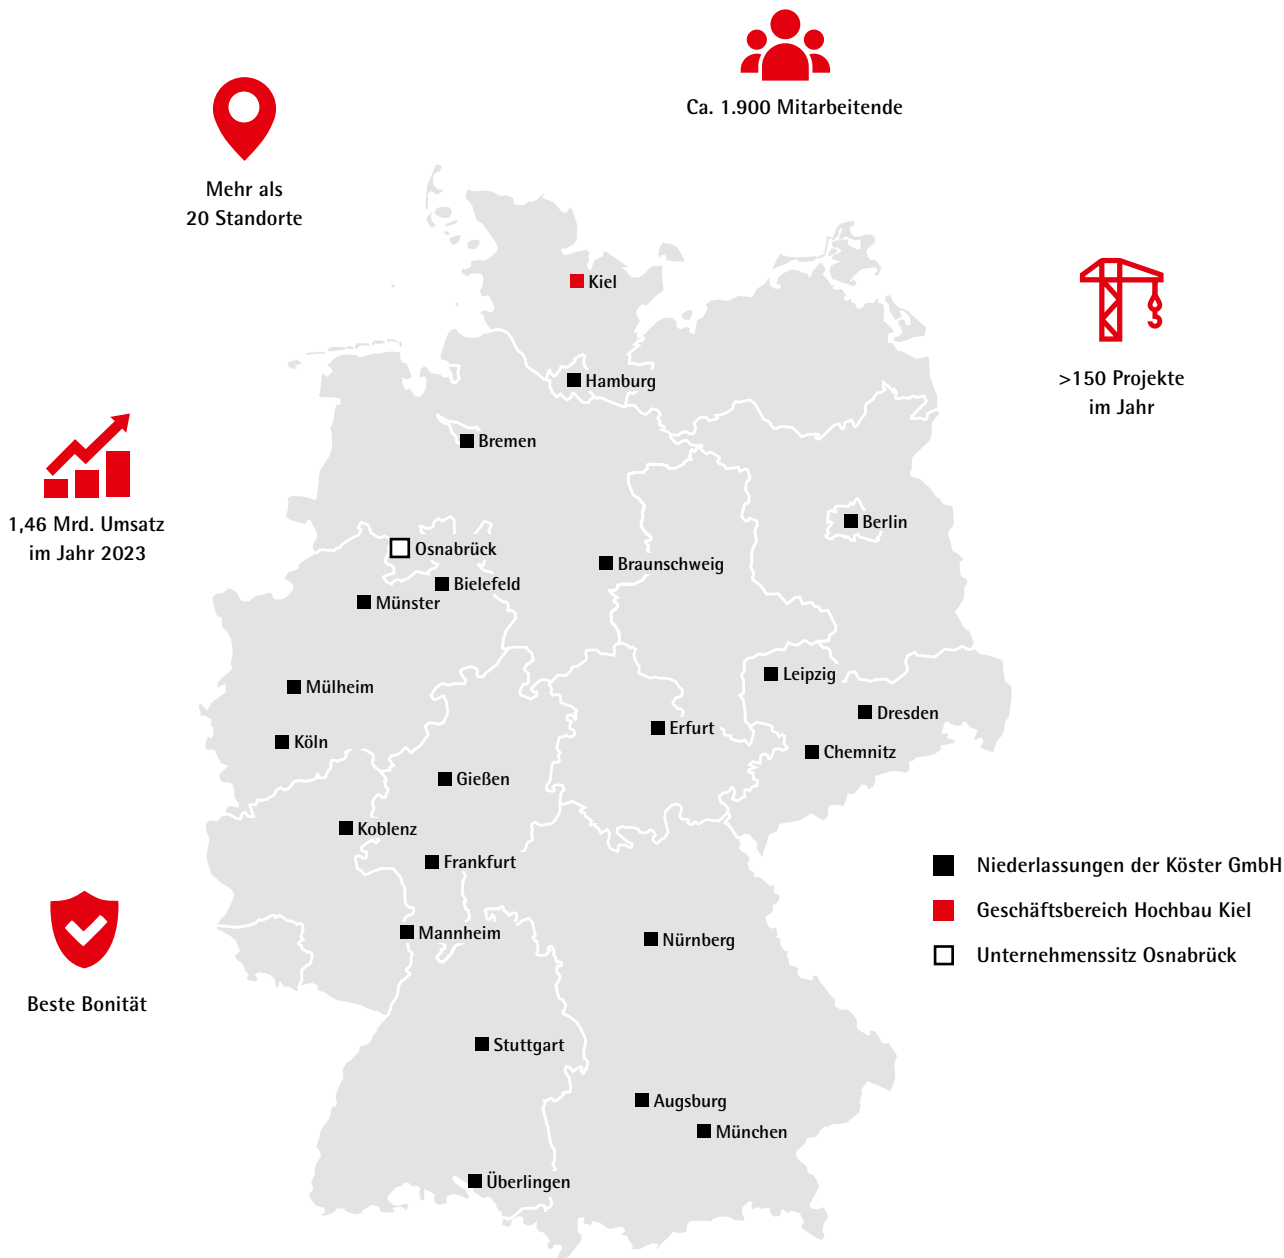 Ca. 1.900 Mitarbeitende
Mehr als
20 Standorte
Kiel
>150 Projekte
im Jahr
Hamburg
Bremen
1,46 Mrd. Umsatz
im Jahr 2023
Berlin
Osnabrück
Braunschweig
Bielefeld
Münster
Leipzig
Mülheim
Dresden
Erfurt
Köln
Chemnitz
Gießen
Koblenz
Frankfurt
Niederlassungen der Köster GmbH
Geschäftsbereich Hochbau Kiel
Unternehmenssitz Osnabrück
Mannheim
Nürnberg
Beste Bonität
Stuttgart
Augsburg
München
Überlingen